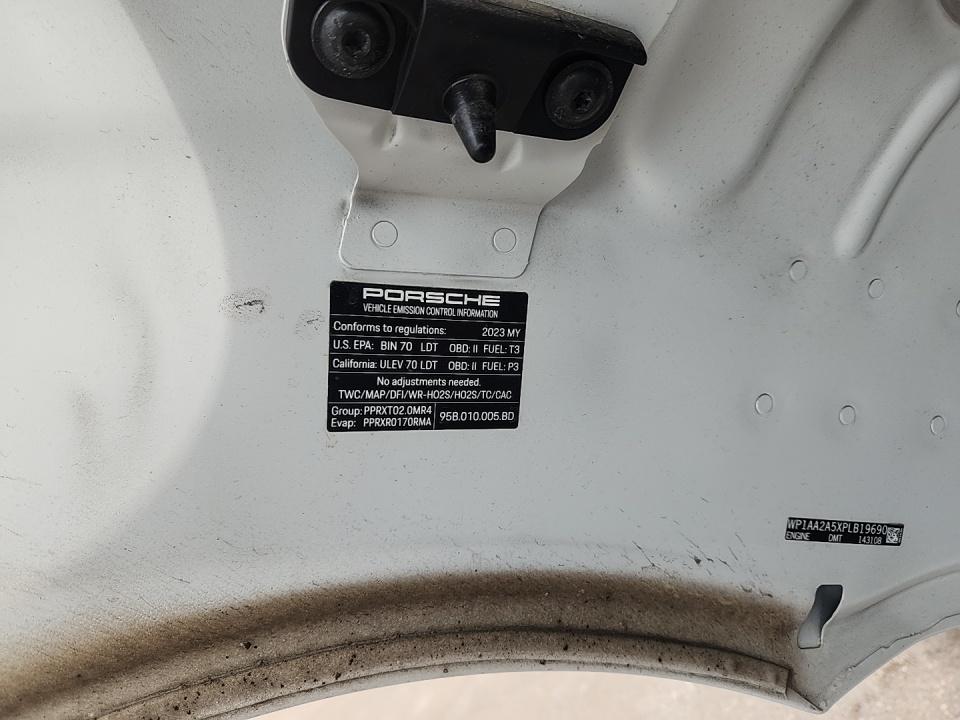 PORSCHE
VEHICLE EMISSION CONTROL INFORMATION
Conforms to regulations: 2023 MY
U.S. EPA: BIN 70 LDT OBD: II FUEL: T3
California: ULEV 70 LDT OBD: II FUEL: P3
No adjustments needed.
TWC/MAP/DFI/WR-HO2S/HO2S/TC/CAC
Group: PPRXT02.0MR4 95B.010.005.BD
Evap: PPRXR0170RMA
WP1AA2A5XPLB19690
ENGINE DMT 143108